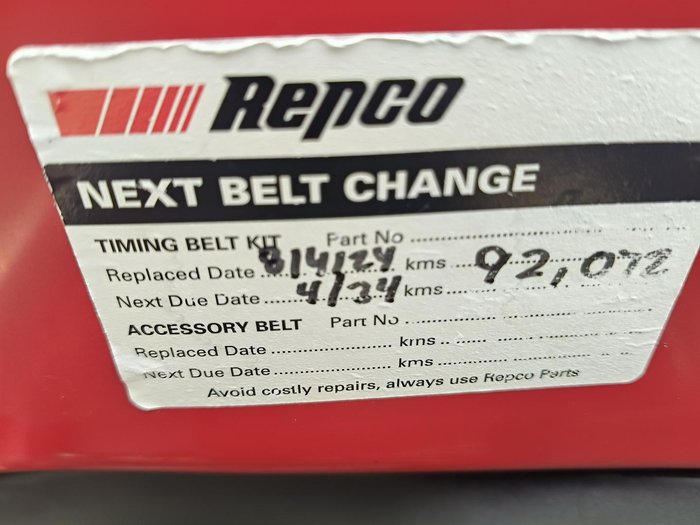 Repco
NEXT BELT CHANGE
TIMING BELT KIT Part No
Replaced Date 8/4/24 kms 92,072
Next Due Date 4/34 kms
ACCESSORY BELT Part No
Replaced Date kms
Next Due Date kms
Avoid costly repairs, always use Repco Parts